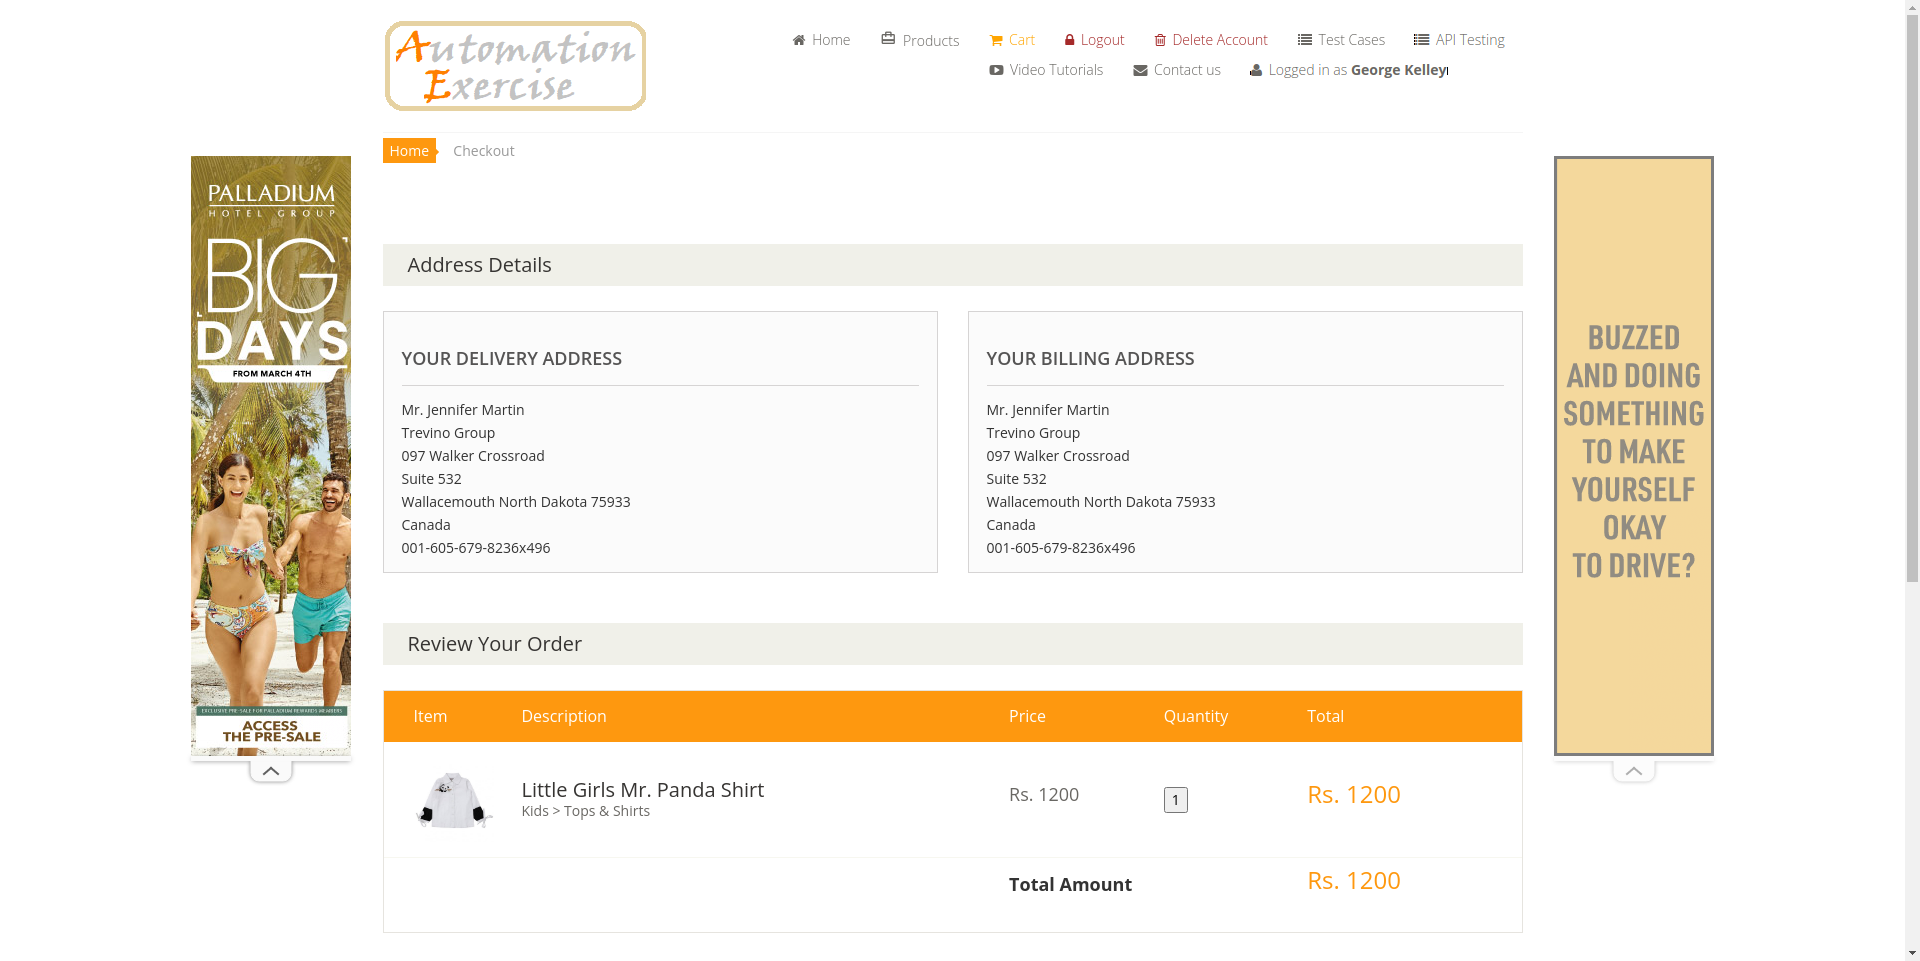 Automation
Exercise
Home
Products
Cart
Logout
Delete Account
Test Cases
API Testing
Video Tutorials
Contact us
Logged in as George Kelley
Home
Checkout
PALLADIUM
HOTEL GROUP
BIG
DAYS
FROM MARCH 4TH
EXCLUSIVE PRE-SALE FOR PALLADIUM REWARDS MEMBERS
ACCESS
THE PRE-SALE
Address Details
YOUR DELIVERY ADDRESS
Mr. Jennifer Martin
Trevino Group
097 Walker Crossroad
Suite 532
Wallacemouth North Dakota 75933
Canada
001-605-679-8236x496
YOUR BILLING ADDRESS
Mr. Jennifer Martin
Trevino Group
097 Walker Crossroad
Suite 532
Wallacemouth North Dakota 75933
Canada
001-605-679-8236x496
BUZZED
AND DOING
SOMETHING
TO MAKE
YOURSELF
OKAY
TO DRIVE?
Review Your Order
Item Description Price Quantity Total
Little Girls Mr. Panda Shirt
Kids > Tops & Shirts
Rs. 1200
1
Rs. 1200
Total Amount
Rs. 1200